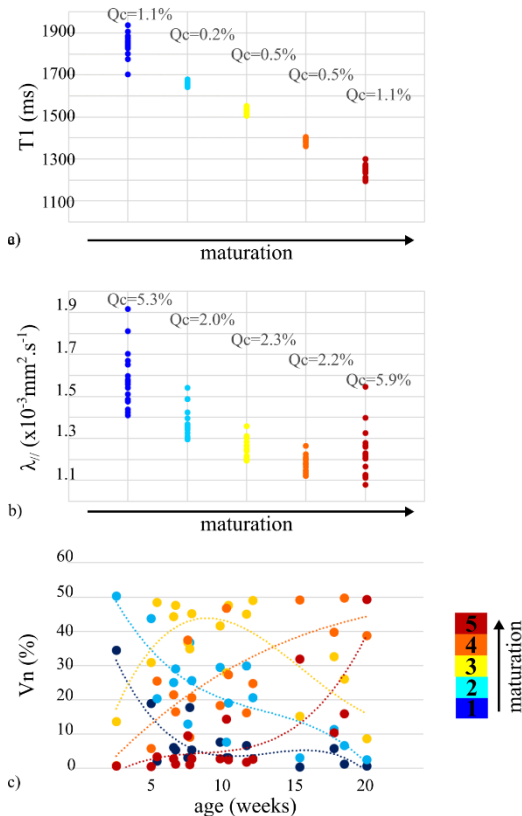 Qc=1.1%
1900
Qc=0.2%
1700
Qc=0.5%
1500
Qc=0.5%
Qc=1.1%
1300
1100
T1 (ms)
maturation
Qc=5.3%
1.9
Qc=2.0%
1.7
Qc=2.3%
Qc=2.2%
1.5
Qc=5.9%
1.3
1.1
λ// (x10⁻³mm².s⁻¹)
b)
maturation
60
50
40
30
20
10
0
Vn (%)
c)
5 10 15 20
age (weeks)
5
4
3
2
1
maturation